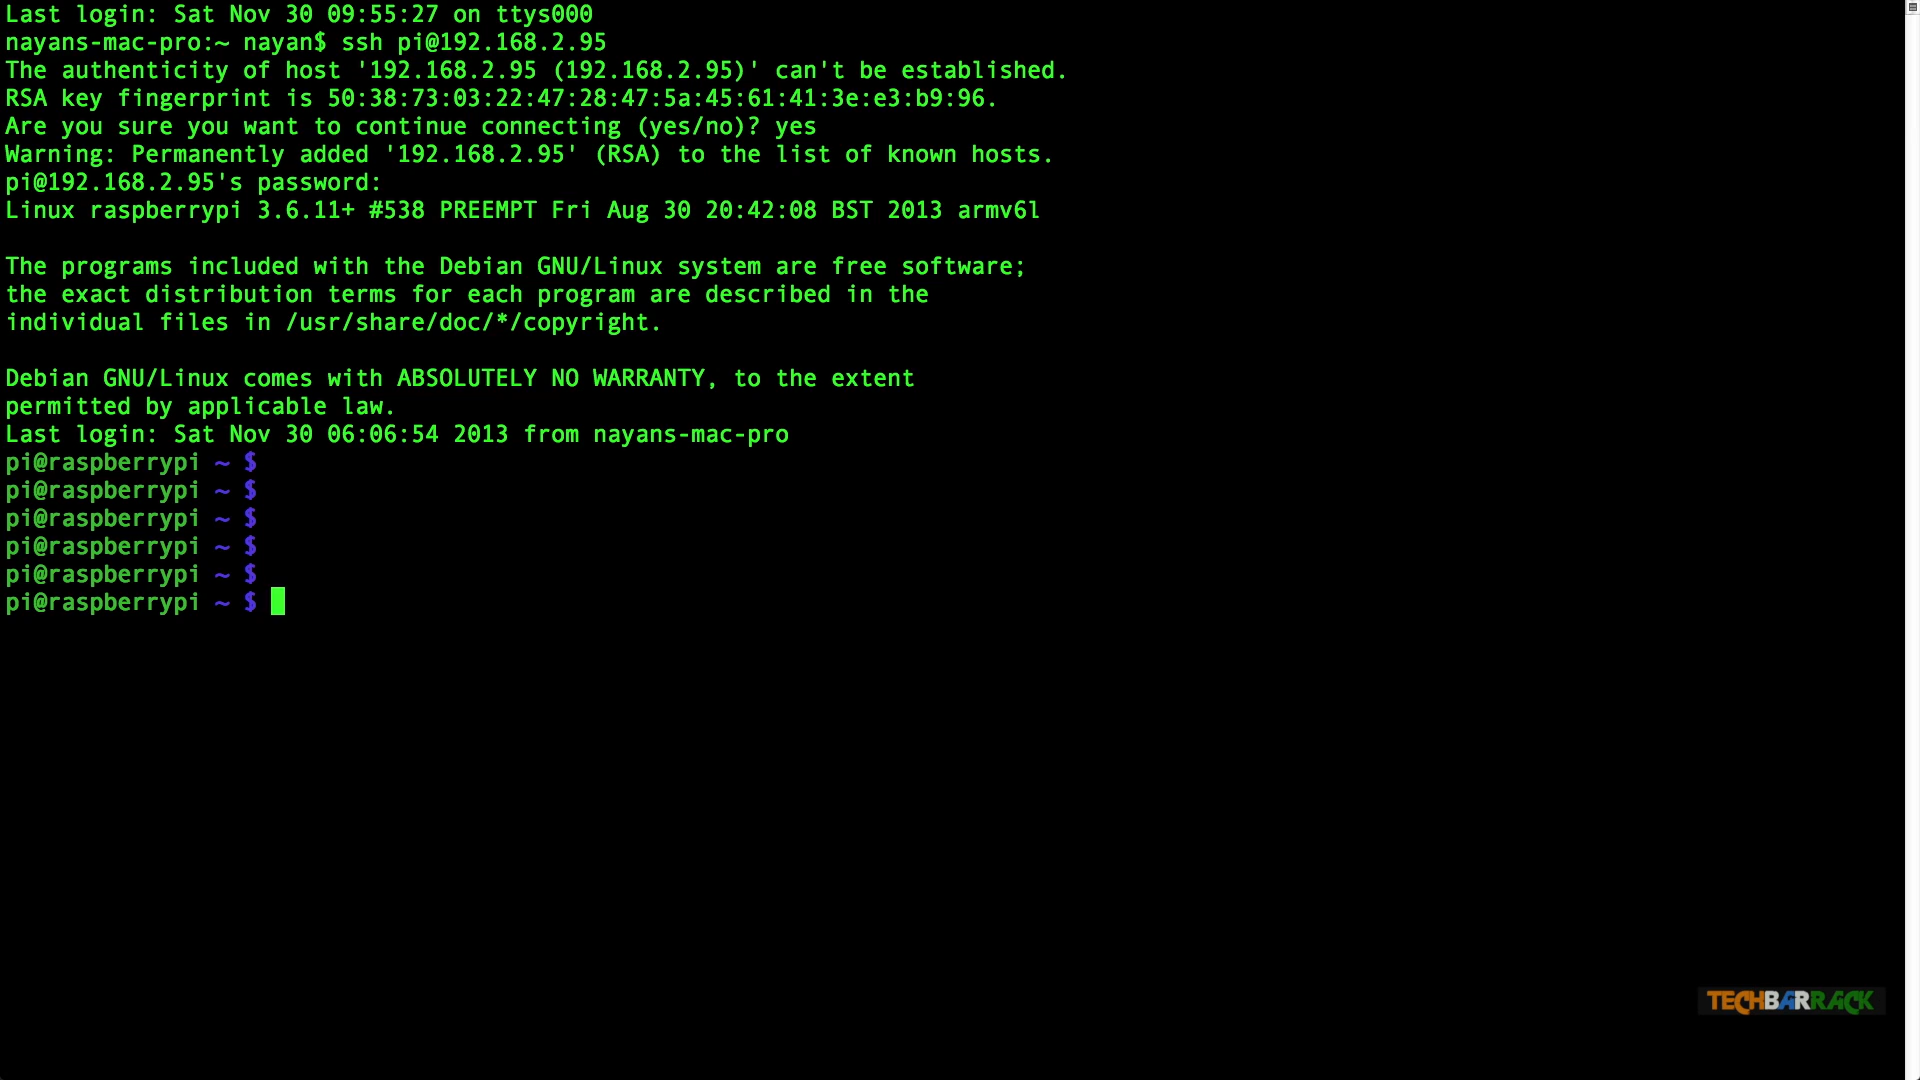 Last login: Sat Nov 30 09:55:27 on ttys000
nayans-mac-pro:~ nayan$ ssh pi@192.168.2.95
The authenticity of host '192.168.2.95 (192.168.2.95)' can't be established.
RSA key fingerprint is 50:38:73:03:22:47:28:47:5a:45:61:41:3e:e3:b9:96.
Are you sure you want to continue connecting (yes/no)? yes
Warning: Permanently added '192.168.2.95' (RSA) to the list of known hosts.
pi@192.168.2.95's password:
Linux raspberrypi 3.6.11+ #538 PREEMPT Fri Aug 30 20:42:08 BST 2013 armv6l

The programs included with the Debian GNU/Linux system are free software;
the exact distribution terms for each program are described in the
individual files in /usr/share/doc/*/copyright.

Debian GNU/Linux comes with ABSOLUTELY NO WARRANTY, to the extent
permitted by applicable law.
Last login: Sat Nov 30 06:06:54 2013 from nayans-mac-pro
pi@raspberrypi ~ $
pi@raspberrypi ~ $
pi@raspberrypi ~ $
pi@raspberrypi ~ $
pi@raspberrypi ~ $
pi@raspberrypi ~ $
TECHBARRACK